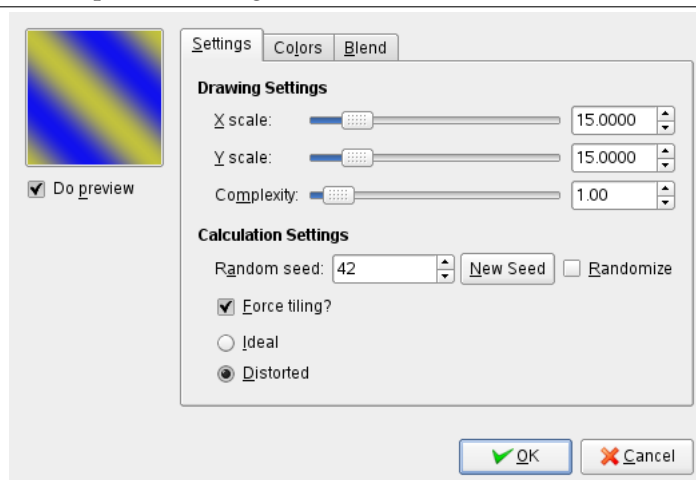 Settings Colors Blend
Drawing Settings
X scale: 15.0000
Y scale: 15.0000
Do preview
Complexity: 1.00
Calculation Settings
Random seed: 42 New Seed Randomize
Force tiling?
Ideal
Distorted
OK Cancel